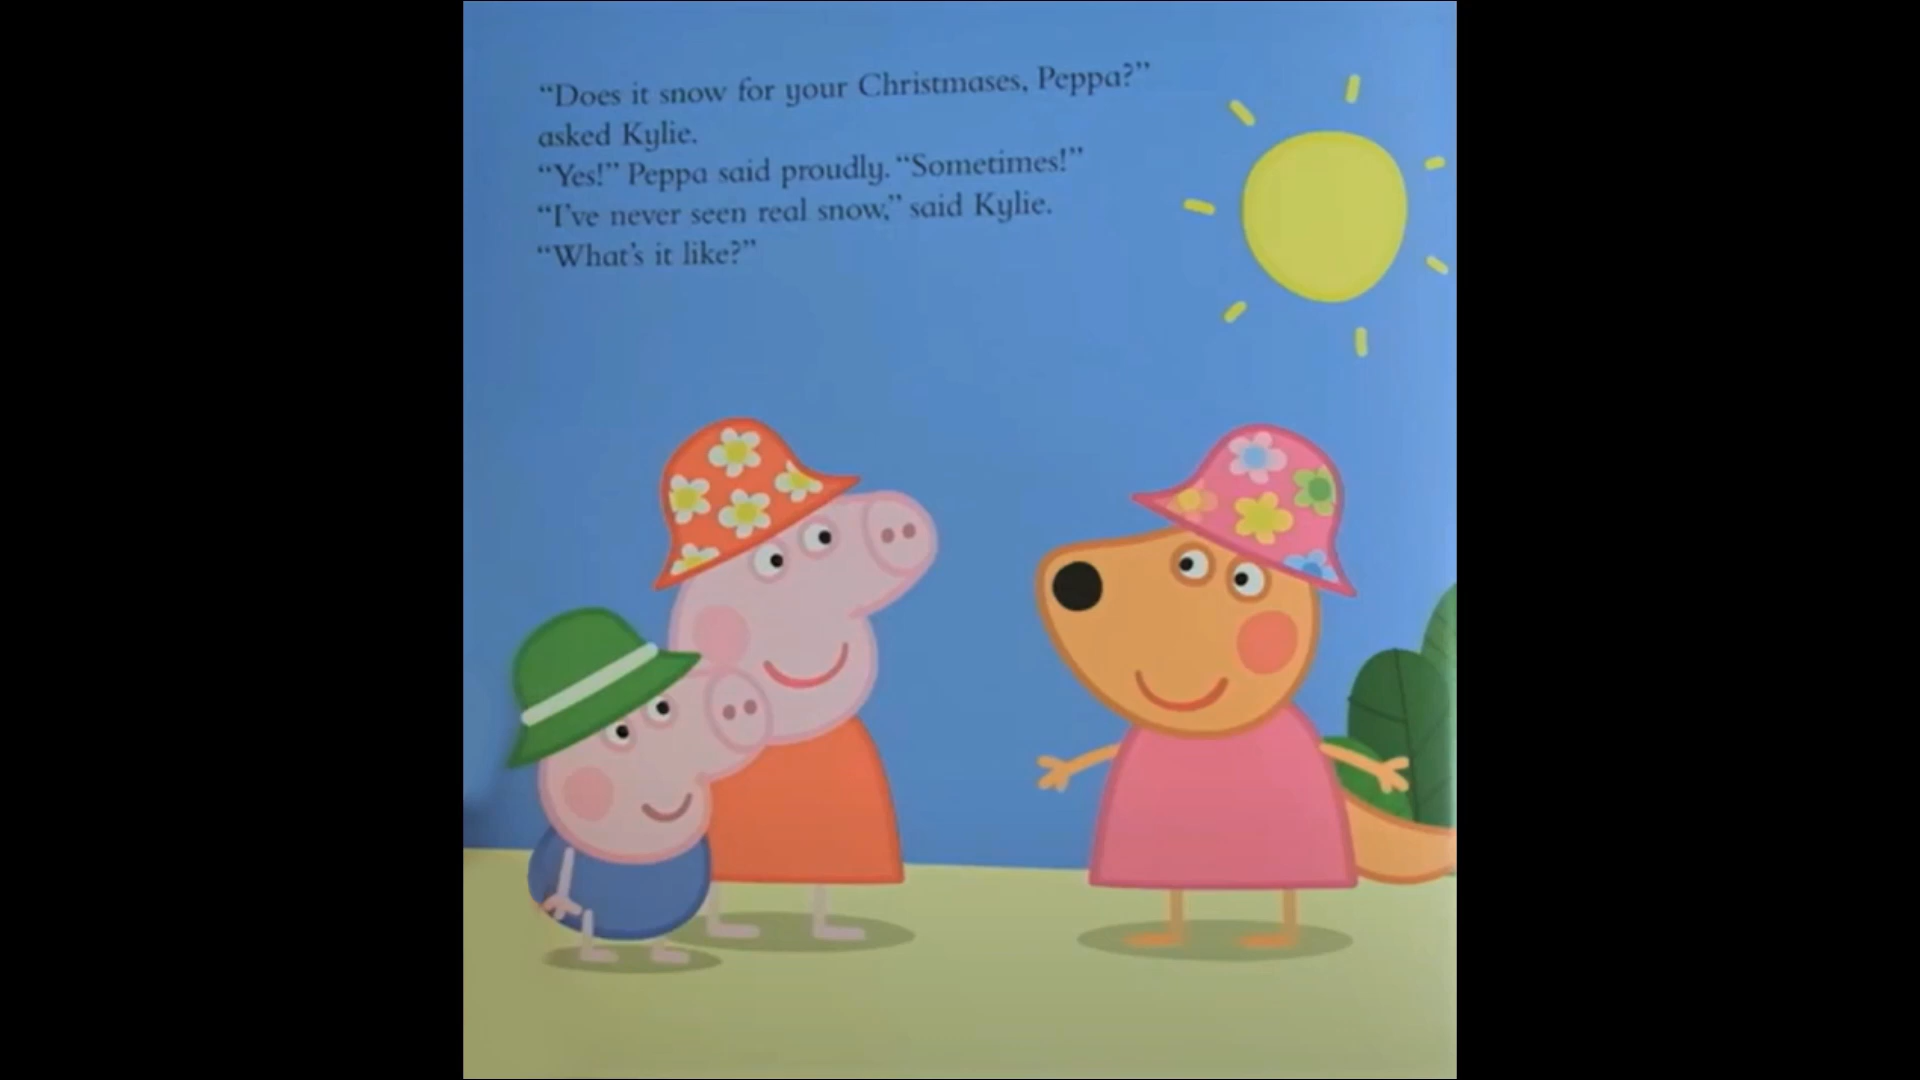 “Does it snow for your Christmases, Peppa?”
asked Kylie.
“Yes!” Peppa said proudly. “Sometimes!”
“I’ve never seen real snow,” said Kylie.
“What’s it like?”